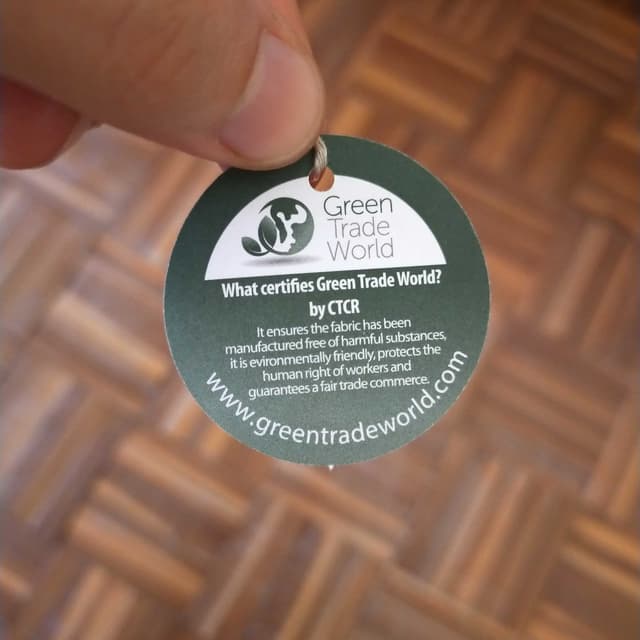 Green
Trade
World
What certifies Green Trade World?
by CTCR
It ensures the fabric has been
manufactured free of harmful substances,
it is evironmentally friendly, protects the
human right of workers and
guarantees a fair trade commerce.
www.greentradeworld.com